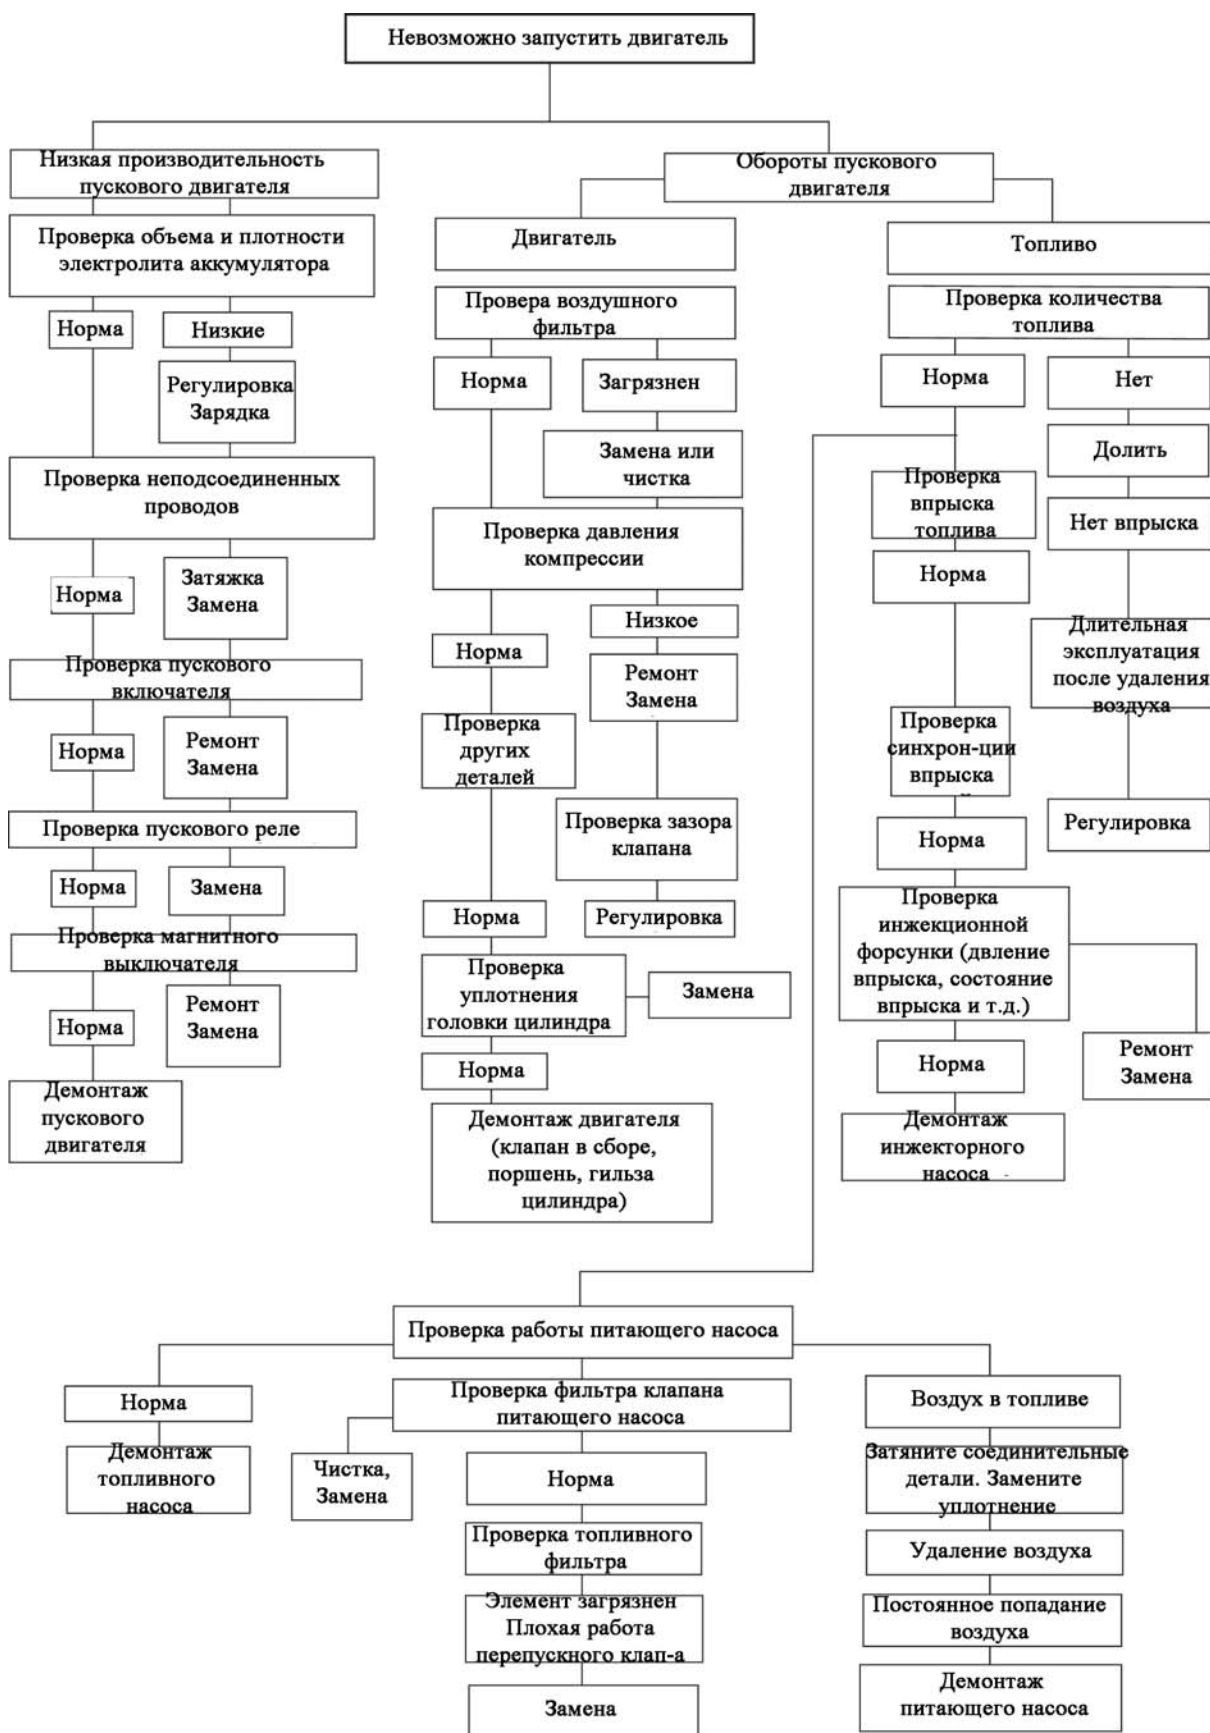 Невозможно запустить двигатель
Низкая производительность
пускового двигателя
Проверка объема и плотности
электролита аккумулятора
Норма
Низкие
Регулировка
Зарядка
Проверка неподсоединенных
проводов
Норма
Затяжка
Замена
Проверка пускового
включателя
Норма
Ремонт
Замена
Проверка пускового реле
Норма
Замена
Проверка магнитного
выключателя
Норма
Ремонт
Замена
Демонтаж
пускового
двигателя
Обороты пускового
двигателя
Двигатель
Провера воздушного
фильтра
Норма
Загрязнен
Замена или
чистка
Проверка давления
компрессии
Норма
Низкое
Ремонт
Замена
Проверка
других
деталей
Проверка зазора
клапана
Норма
Регулировка
Проверка
уплотнения
головки цилиндра
Замена
Норма
Демонтаж двигателя
(клапан в сборе,
поршень, гильза
цилиндра)
Топливо
Проверка количества
топлива
Норма
Нет
Долить
Проверка
впрыска
топлива
Нет впрыска
Норма
Длительная
эксплуатация
после удаления
воздуха
Проверка
синхрон-ции
впрыска
Регулировка
Норма
Проверка
инжекционной
форсунки (двление
впрыска, состояние
впрыска и т.д.)
Норма
Ремонт
Замена
Демонтаж
инжекторного
насоса
Проверка работы питающего насоса
Норма
Демонтаж
топливного
насоса
Проверка фильтра клапана
питающего насоса
Чистка,
Замена
Норма
Проверка топливного
фильтра
Элемент загрязнен
Плохая работа
перепускного клап-а
Замена
Воздух в топливе
Затяните соединительные
детали. Замените
уплотнение
Удаление воздуха
Постоянное попадание
воздуха
Демонтаж
питающего насоса